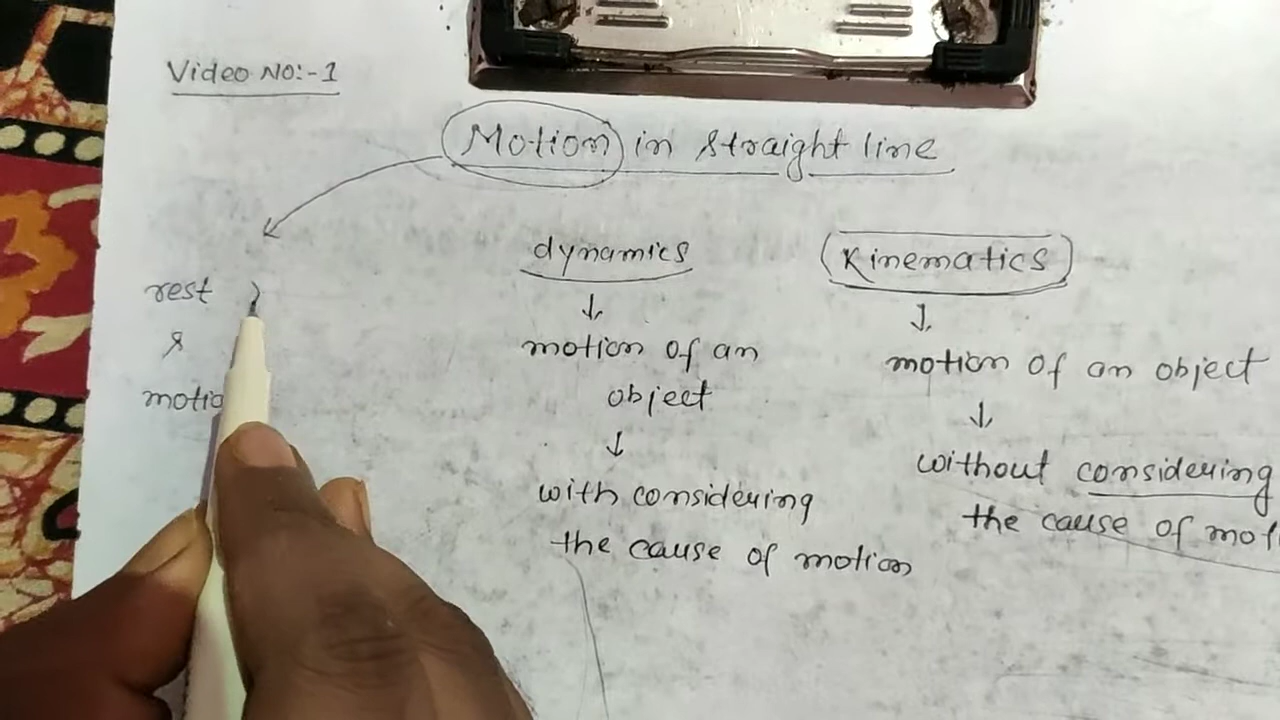 Video NO:-1
Motion in straight line
rest
&
dynamics
↓
motion of an
object
↓
with considering
the cause of motion
Kinematics
↓
motion of an object
↓
without considering
the cause of